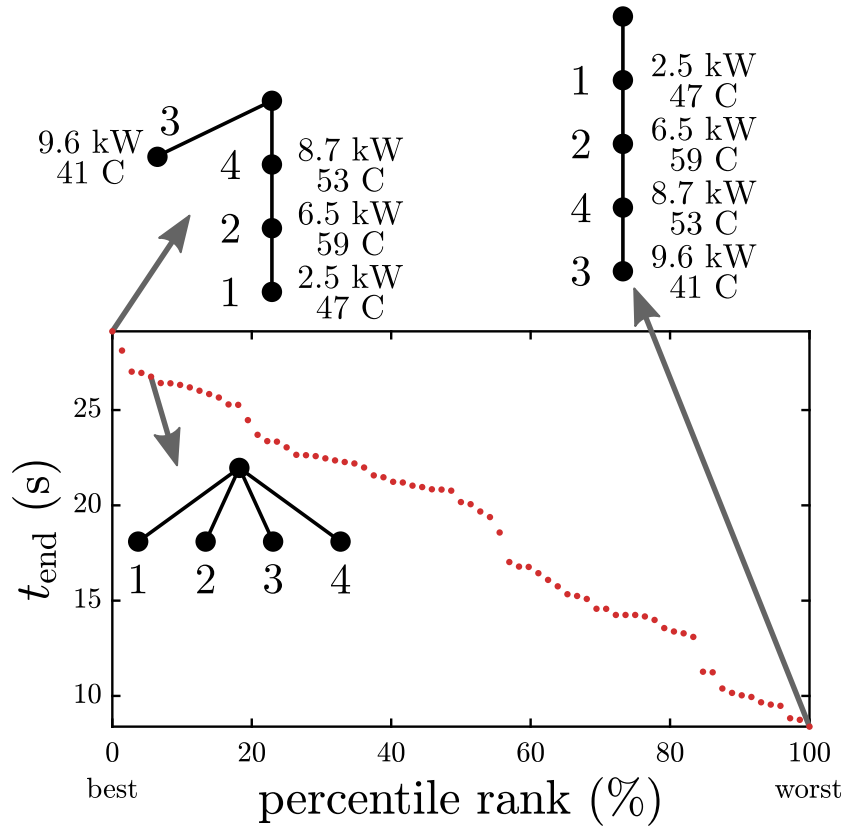 3
9.6 kW
41 C
4
8.7 kW
53 C
2
6.5 kW
59 C
1
2.5 kW
47 C
1
2.5 kW
47 C
2
6.5 kW
59 C
4
8.7 kW
53 C
3
9.6 kW
41 C
25
20
15
10
t_end (s)
1 2 3 4
0 20 40 60 80 100
best worst
percentile rank (%)